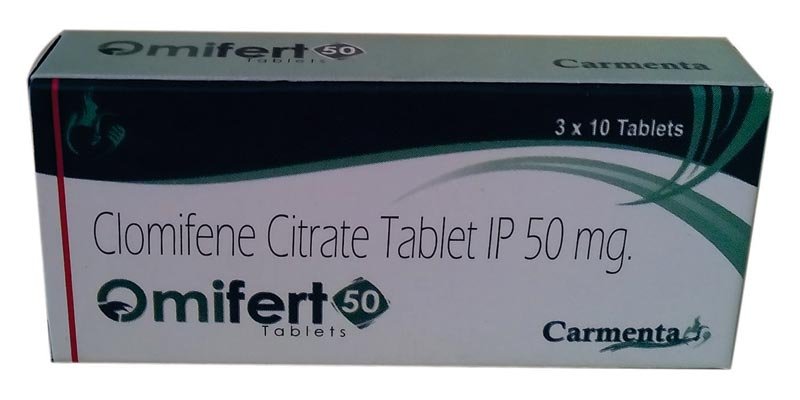 Omifert 50
Tablets
Carmenta
3 x 10 Tablets
Clomifene Citrate Tablet IP 50 mg.
Omifert 50
Tablets
Carmenta